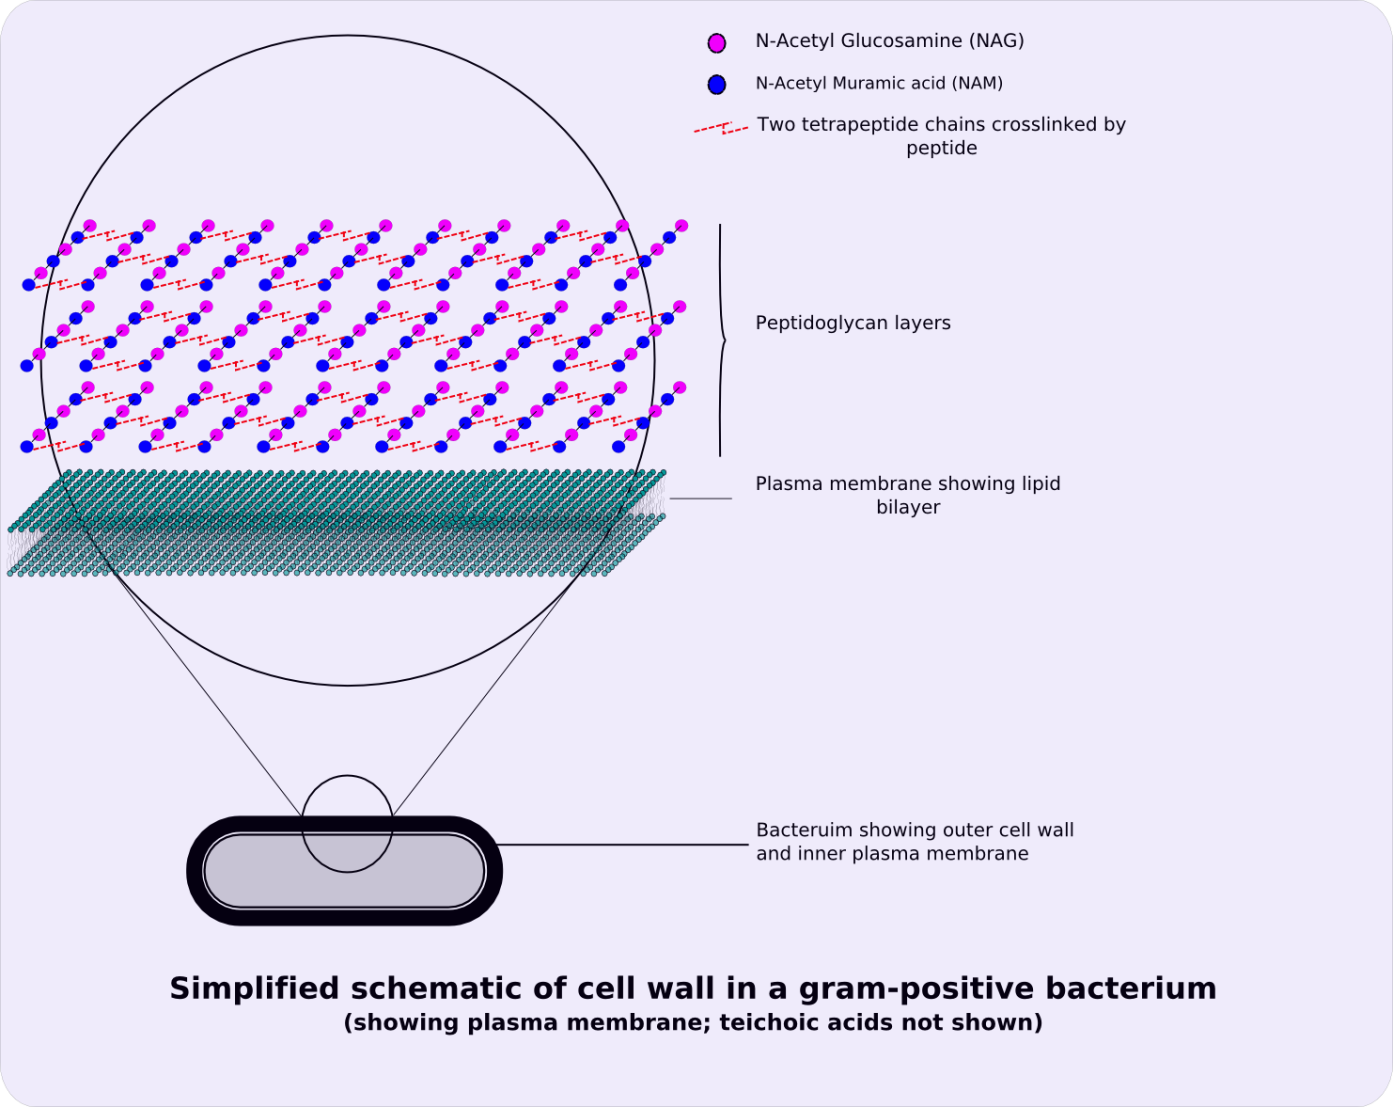 N-Acetyl Glucosamine (NAG)
N-Acetyl Muramic acid (NAM)
Two tetrapeptide chains crosslinked by
peptide
Peptidoglycan layers
Plasma membrane showing lipid
bilayer
Bacteruim showing outer cell wall
and inner plasma membrane
Simplified schematic of cell wall in a gram-positive bacterium
(showing plasma membrane; teichoic acids not shown)